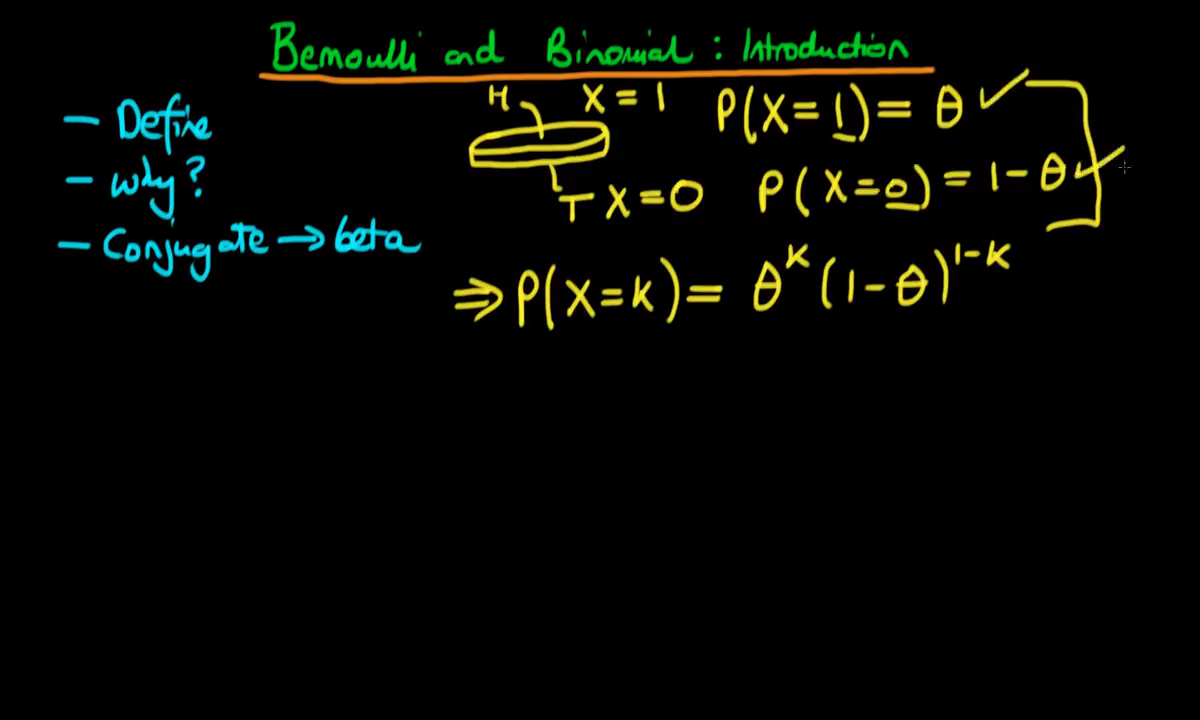 Bernoulli and Binomial : Introduction
- Define
- why?
- Conjugate → beta
H X = 1 P(X = 1) = θ ✓
T X = 0 P(X = 0) = 1 - θ ✓
⇒ P(X = K) = θ^K (1 - θ)^{1-K}